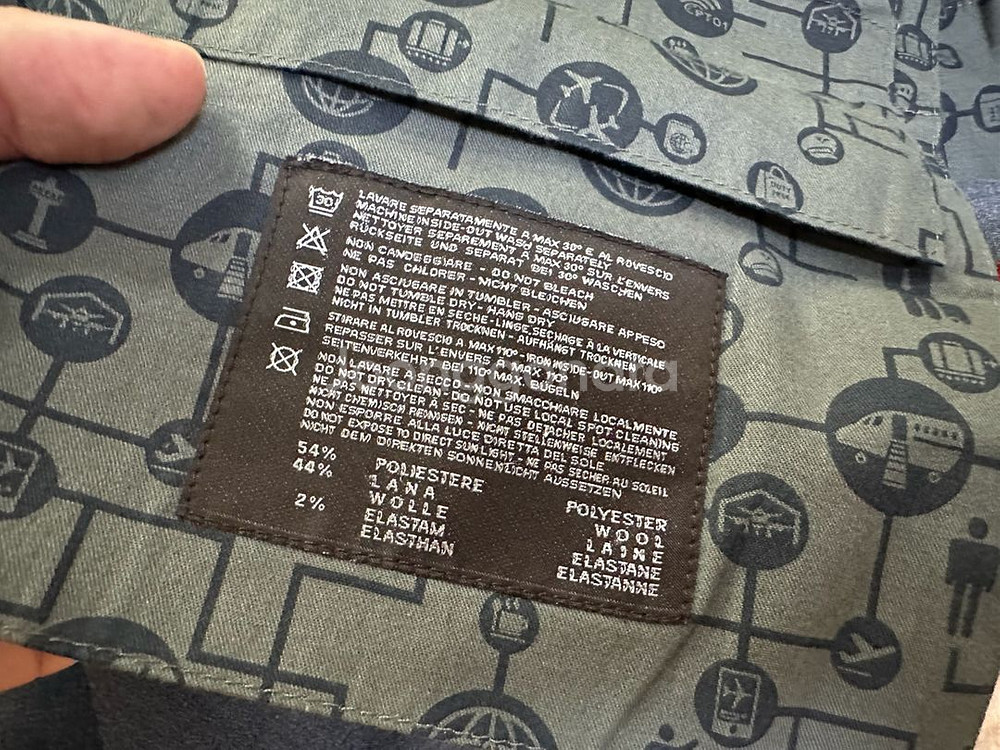 LAVARE SEPARATAMENTE A MAX 30° E AL ROVESCIO
MACHINE INSIDE-OUT WASH SEPARATELY
NETTOYER SEPAREMENT A MAX 30° SUR L'ENVERS
RÜCKSEITE UND SEPARAT BEI 30° WASCHEN
NON CANDEGGIARE - DO NOT BLEACH
NE PAS CHLORER - NICHT BLEICHEN
NON ASCIUGARE IN TUMBLER - ASCIUGARE APPESO
DO NOT TUMBLE DRY - HANG DRY
NE PAS METTRE EN SECHE-LINGE, SECHAGE À LA VERTICALE
NICHT IN TUMBLER TROCKNEN - AUFHÄNGT TROCKNEN
STIRARE AL ROVESCIO A MAX 110° - IRON INSIDE-OUT MAX 110°
REPASSER SUR L'ENVERS A MAX 110°
SEITENVERKEHRT BEI 110° MAX. BÜGELN
NON LAVARE A SECCO - NON SMACCHIARE LOCALMENTE
DO NOT DRY CLEAN - DO NOT USE LOCAL SPOT CLEANING
NE PAS NETTOYER A SEC - NE PAS DETACHER LOCALEMENT
NICHT CHEMISCH REINIGEN - NICHT STELLENWEISE ENTFLECKEN
NON ESPORRE ALLA LUCE DIRETTA DEL SOLE
DO NOT EXPOSE TO DIRECT SUNLIGHT - NE PAS SECHER AU SOLEIL
NICHT DEM DIREKTEN SONNENLICHT AUSSETZEN
54% POLIESTERE POLYESTER
44% LANA WOOL
WOLLE LAINE
2% ELASTAM ELASTANE
ELASTHAN ELASTANNE
30
DUTY